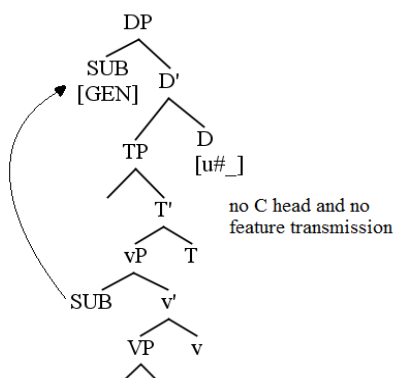 DP
SUB D'
[GEN]
TP D
[u#_]
T'
no C head and no
feature transmission
vP T
SUB v'
VP v